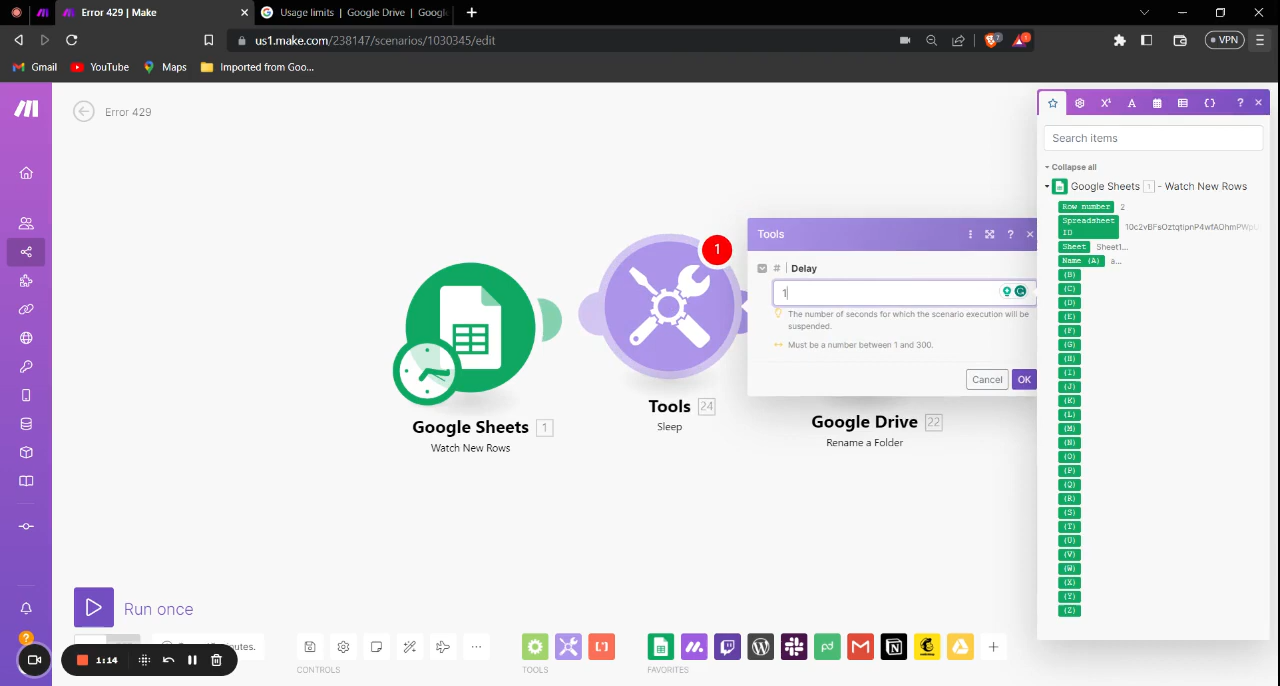 Error 429 | Make
Usage limits | Google Drive | Google
us1.make.com/238147/scenarios/1030345/edit
VPN
Gmail
YouTube
Maps
Imported from Goo...
Error 429
Search items
Collapse all
Google Sheets 1 - Watch New Rows
Row number 2
Spreadsheet ID
Sheet Sheet1...
Name (A) a...
(B)
(C)
(D)
(E)
(F)
(G)
(H)
(I)
(J)
(K)
(L)
(M)
(N)
(O)
(P)
(Q)
(R)
(S)
(T)
(U)
(V)
(W)
(X)
(Y)
(Z)
Tools
# | Delay
1
The number of seconds for which the scenario execution will be
suspended.
Must be a number between 1 and 300.
Cancel
OK
1
Google Sheets 1
Watch New Rows
Tools 24
Sleep
Google Drive 22
Rename a Folder
Run once
1:14
CONTROLS
TOOLS
FAVORITES